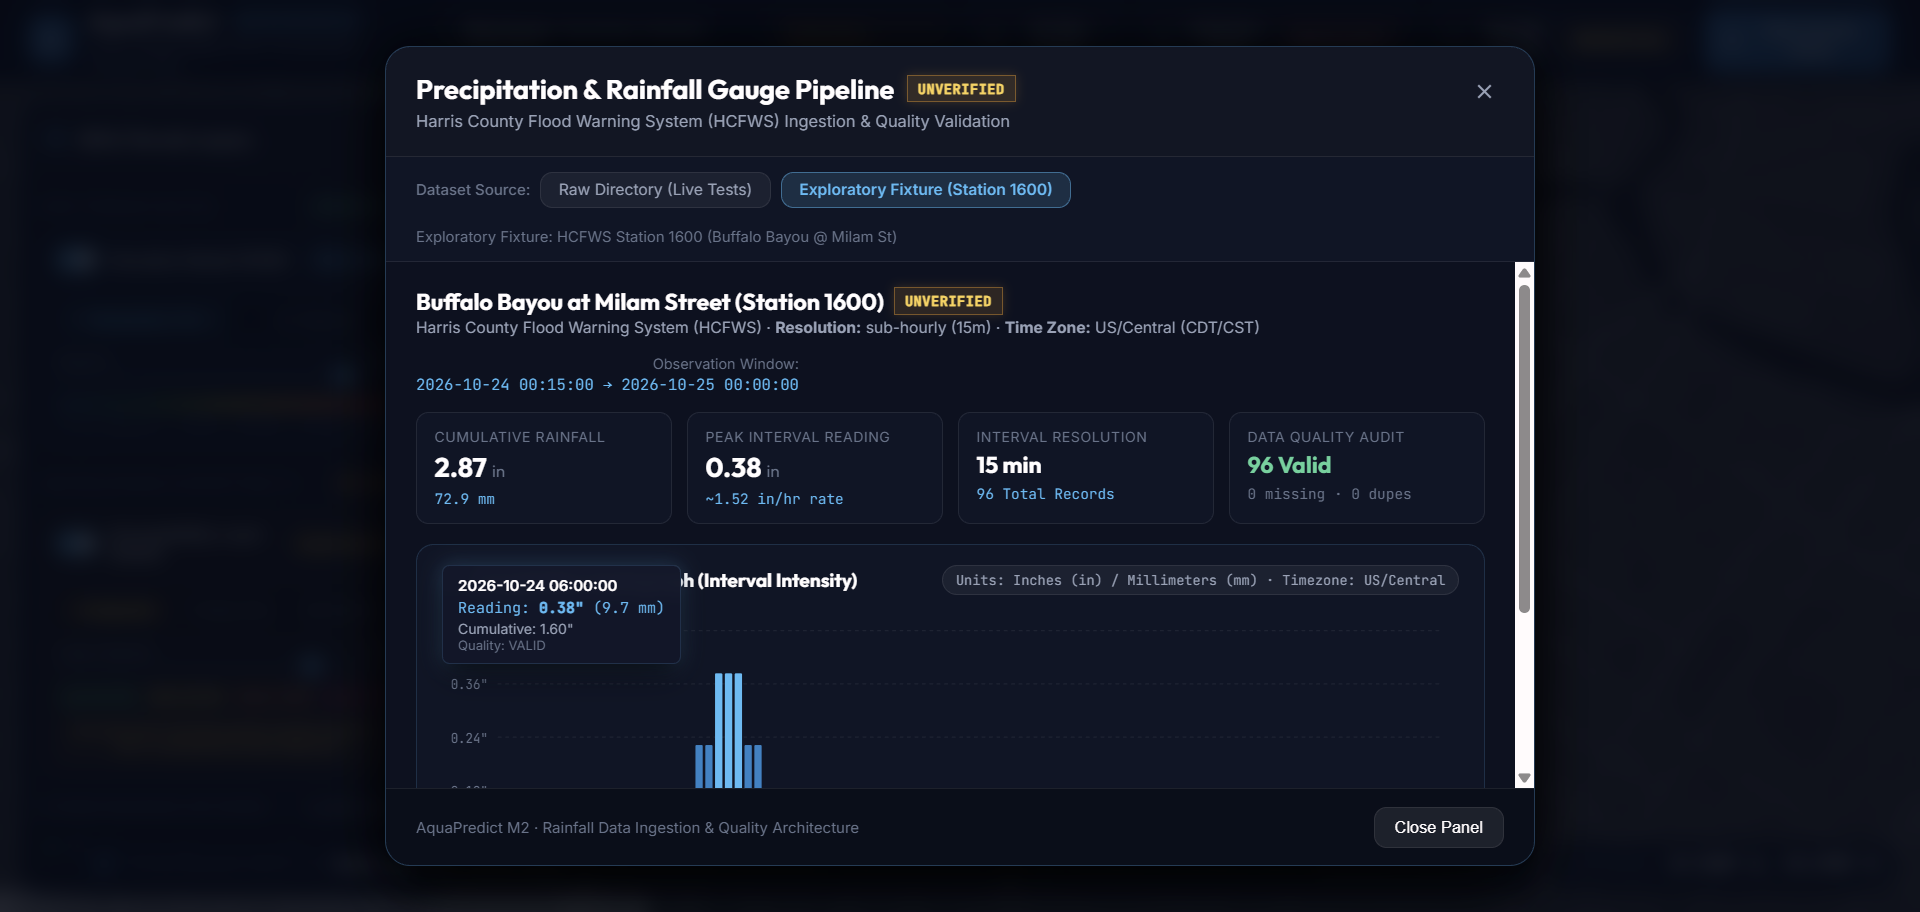 Precipitation & Rainfall Gauge Pipeline UNVERIFIED
Harris County Flood Warning System (HCFWS) Ingestion & Quality Validation
Dataset Source: Raw Directory (Live Tests) Exploratory Fixture (Station 1600)
Exploratory Fixture: HCFWS Station 1600 (Buffalo Bayou @ Milam St)
Buffalo Bayou at Milam Street (Station 1600) UNVERIFIED
Harris County Flood Warning System (HCFWS) · Resolution: sub-hourly (15m) · Time Zone: US/Central (CDT/CST)
Observation Window:
2026-10-24 00:15:00 → 2026-10-25 00:00:00
CUMULATIVE RAINFALL
2.87 in
72.9 mm
PEAK INTERVAL READING
0.38 in
~1.52 in/hr rate
INTERVAL RESOLUTION
15 min
96 Total Records
DATA QUALITY AUDIT
96 Valid
0 missing · 0 dupes
(Interval Intensity)
Units: Inches (in) / Millimeters (mm) · Timezone: US/Central
2026-10-24 06:00:00
Reading: 0.38" (9.7 mm)
Cumulative: 1.60"
Quality: VALID
0.36"
0.24"
AquaPredict M2 · Rainfall Data Ingestion & Quality Architecture
Close Panel